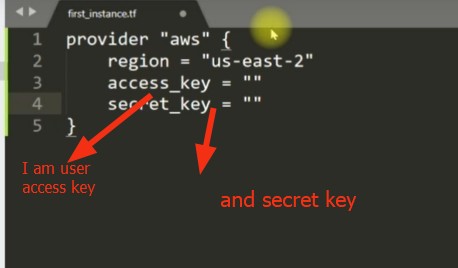 first_instance.tf
1 provider "aws" {
2 region = "us-east-2"
3 access_key = ""
4 secret_key = ""
5 }
I am user
access key
and secret key